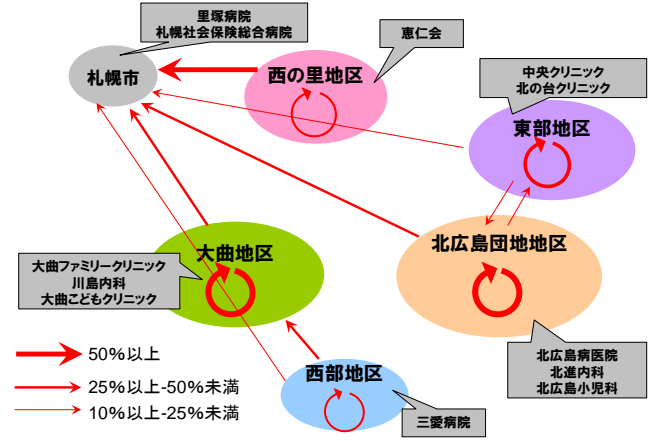 里塚病院
札幌社会保険総合病院
恵仁会
札幌市
西の里地区
中央クリニック
北の台クリニック
東部地区
大曲地区
北広島団地地区
大曲ファミリークリニック
川島内科
大曲こどもクリニック
50%以上
25%以上-50%未満
10%以上-25%未満
西部地区
三愛病院
北広島病医院
北進内科
北広島小児科